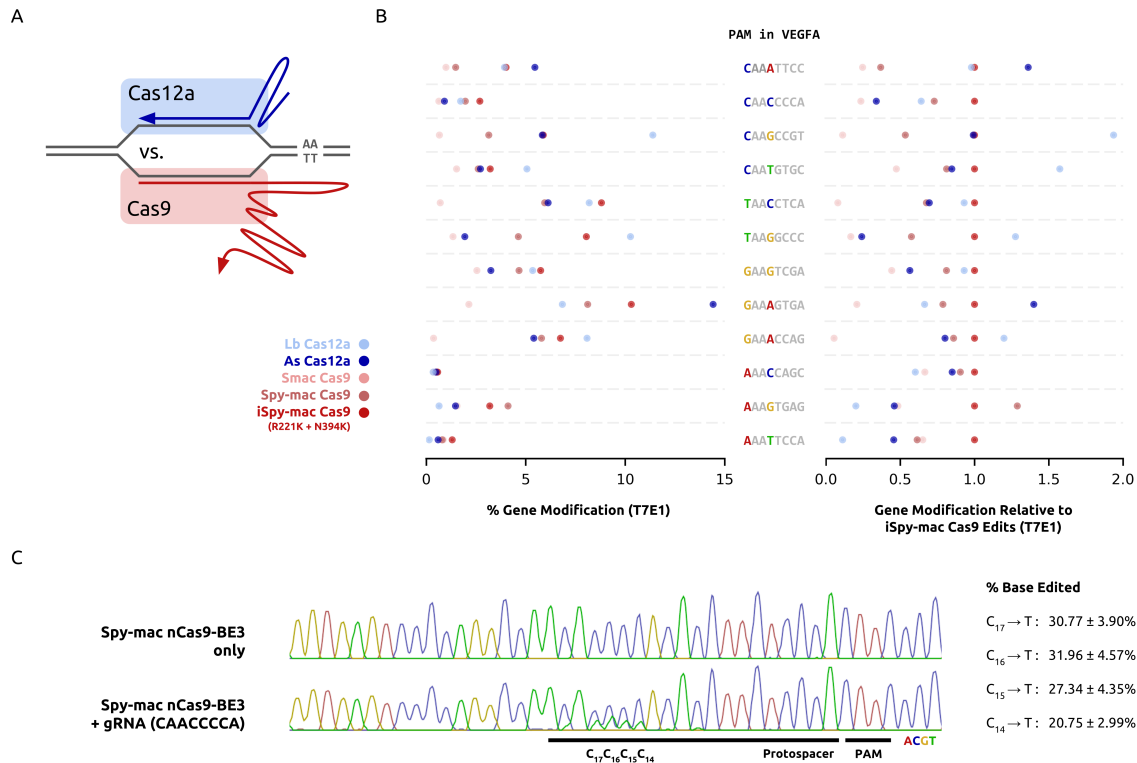 A
B
PAM in VEGFA
Cas12a
vs.
AA
TT
Cas9
Lb Cas12a
As Cas12a
Smac Cas9
Spy-mac Cas9
iSpy-mac Cas9
(R221K + N394K)
CAAATTCC
CAACCCCA
CAAGCCGT
CAATGTGC
TAACCTCA
TAAGGCCC
GAAGTCGA
GAAAGTGA
GAAACCAG
AAACCAGC
AAAGTGAG
AAATTCCA
0 5 10 15
% Gene Modification (T7E1)
0.0 0.5 1.0 1.5 2.0
Gene Modification Relative to
iSpy-mac Cas9 Edits (T7E1)
C
Spy-mac nCas9-BE3
only
Spy-mac nCas9-BE3
+ gRNA (CAACCCCA)
C17C16C15C14
Protospacer
PAM
ACGT
% Base Edited
C17 → T : 30.77 ± 3.90%
C16 → T : 31.96 ± 4.57%
C15 → T : 27.34 ± 4.35%
C14 → T : 20.75 ± 2.99%